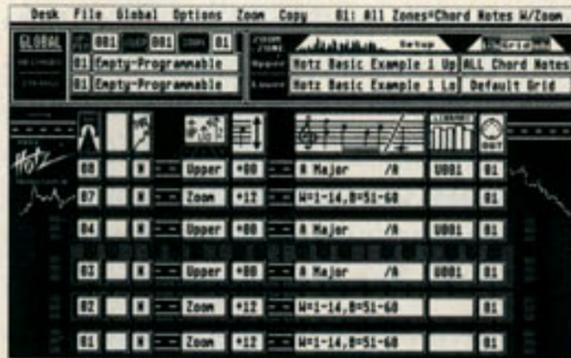 Desk File Global Options Zoom Copy 01: All Zones=Chord Notes W/Zoom
GLOBAL 001 001 01 Setup Grid
01 Empty-Programmable Upper Hotz Basic Example 1 Up ALL Chord Notes
01 Empty-Programmable Lower Hotz Basic Example 1 Lo Default Grid
Hotz OUT
08 N Upper +00 A Major /A U001 01
07 N Zoom +12 W=1-14,B=51-60 01
04 N Upper +00 A Major /A U001 01
03 N Upper +00 A Major /A U001 01
02 N Zoom +12 W=1-14,B=51-60 01
01 N Zoom +12 W=1-14,B=51-60 01